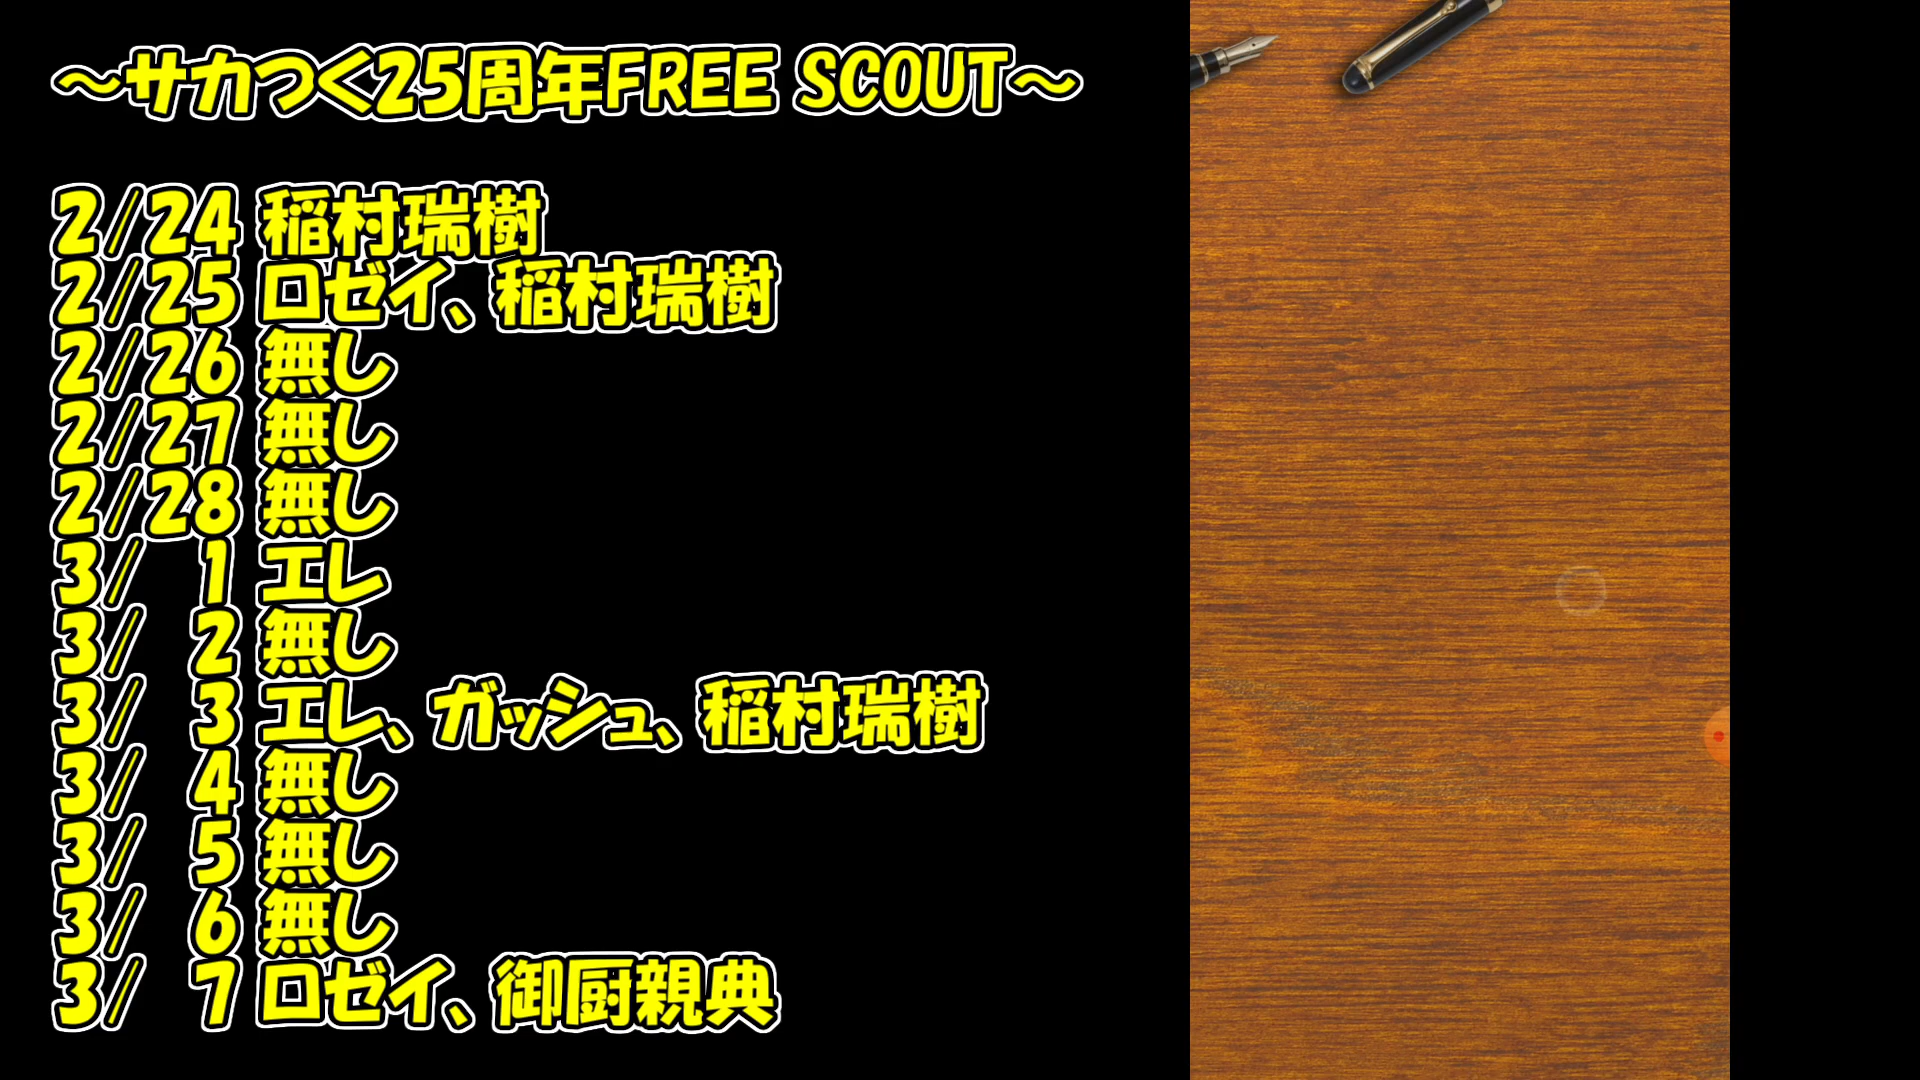 ～サカつく25周年FREE SCOUT～
2/24 稲村瑞樹
2/25 ロゼイ、稲村瑞樹
2/26 無し
2/27 無し
2/28 無し
3/ 1 エレ
3/ 2 無し
3/ 3 エレ、ガッシュ、稲村瑞樹
3/ 4 無し
3/ 5 無し
3/ 6 無し
3/ 7 ロゼイ、御厨親典